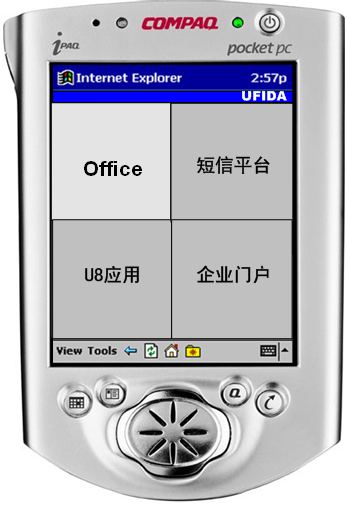 COMPAQ
iPAQ
pocket pc
Internet Explorer 2:57p
UFIDA
Office
短信平台
U8应用
企业门户
View Tools
Q